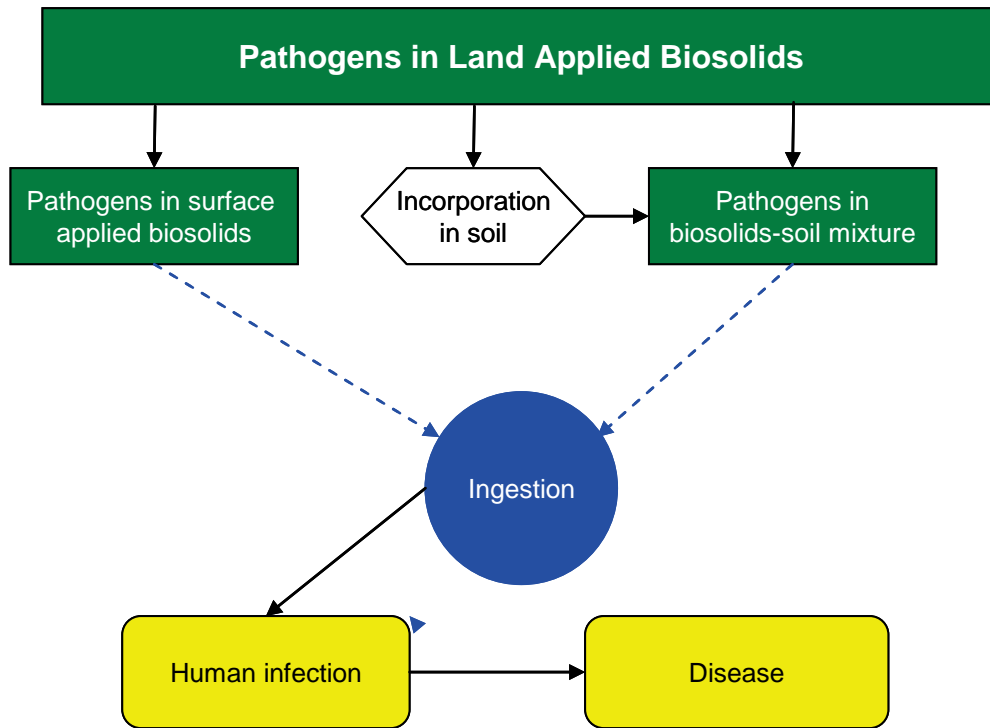 Pathogens in Land Applied Biosolids
Pathogens in surface
applied biosolids
Incorporation
in soil
Pathogens in
biosolids-soil mixture
Ingestion
Human infection
Disease